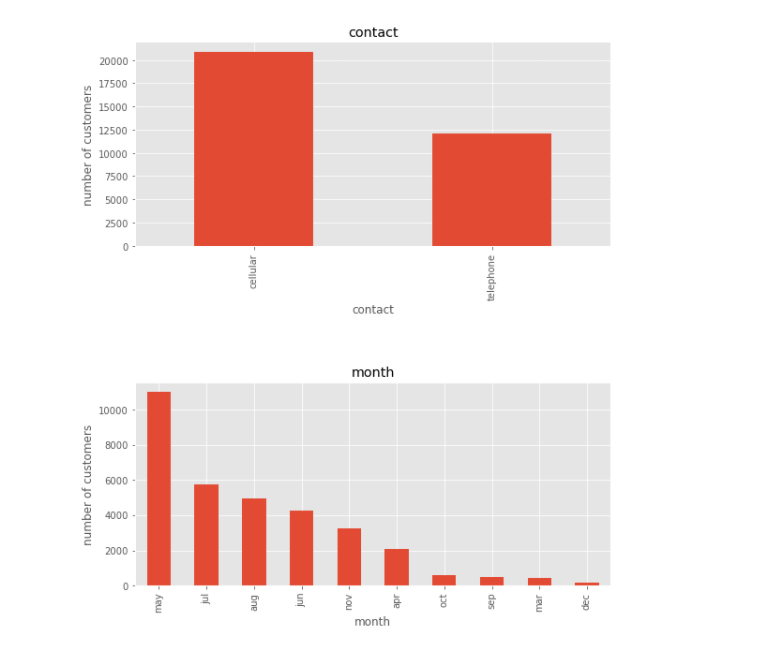 contact
20000
17500
15000
12500
10000
7500
5000
2500
0
number of customers
cellular
telephone
contact
month
10000
8000
6000
4000
2000
0
number of customers
may
jul
aug
jun
nov
apr
oct
sep
mar
dec
month